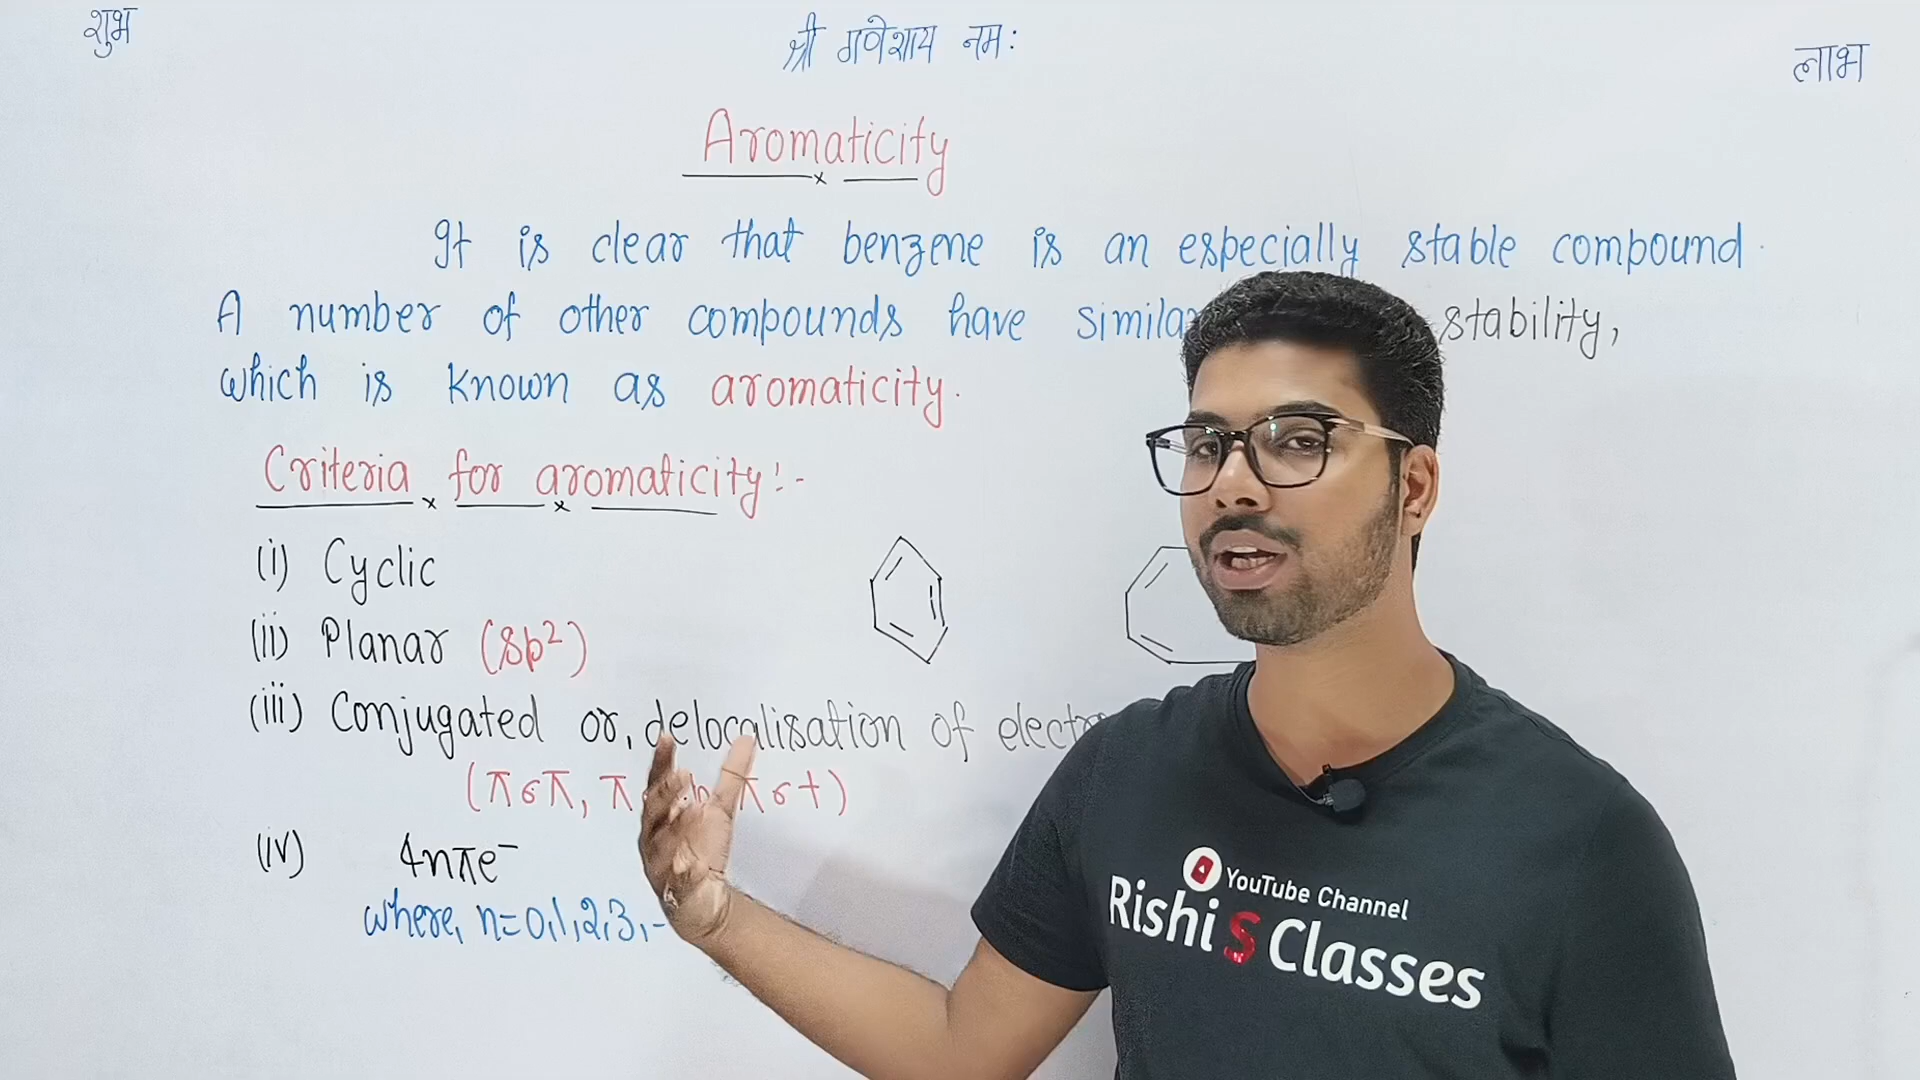 शुभ
श्री गणेशाय नमः
लाभ
Aromaticity
It is clear that benzene is an especially stable compound.
A number of other compounds have stability,
which is known as aromaticity.
Criteria for aromaticity:-
(i) Cyclic
(ii) Planar (sp²)
(iii) Conjugated or, delocalisation of
(πσπ, π πσ+)
(iv) 4nπe⁻
where, n=0,1,2,3,-
YouTube Channel
Rishi S Classes